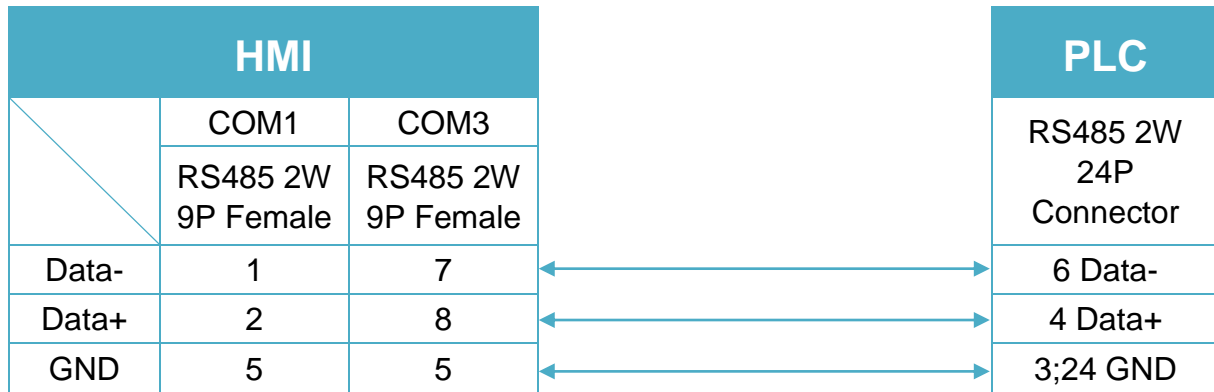 HMI
PLC
COM1
COM3
RS485 2W
9P Female
RS485 2W
9P Female
RS485 2W
24P
Connector
Data-
1
7
6 Data-
Data+
2
8
4 Data+
GND
5
5
3;24 GND